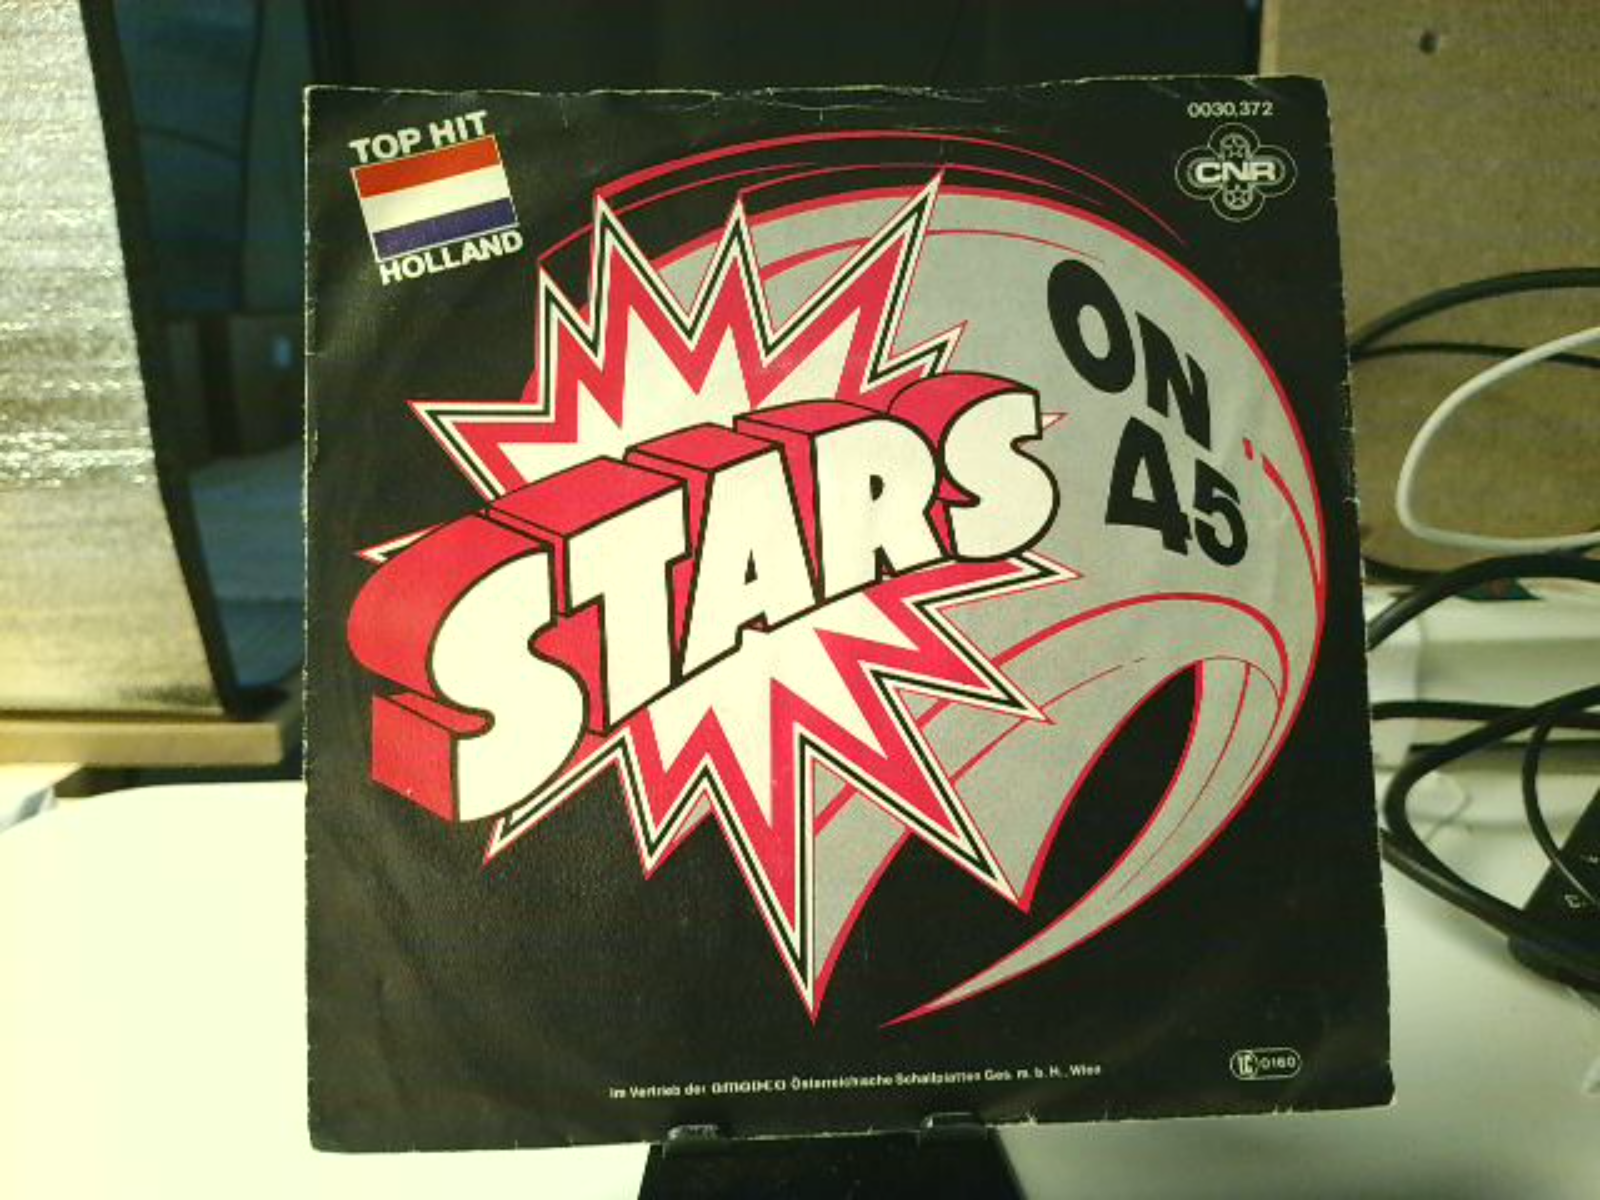 TOP HIT
HOLLAND
0030.372
CNR
ON
45
STARS
Im Vertrieb der amadeo Österreichische Schallplatten Ges. m. b. H., Wien
LC 0160